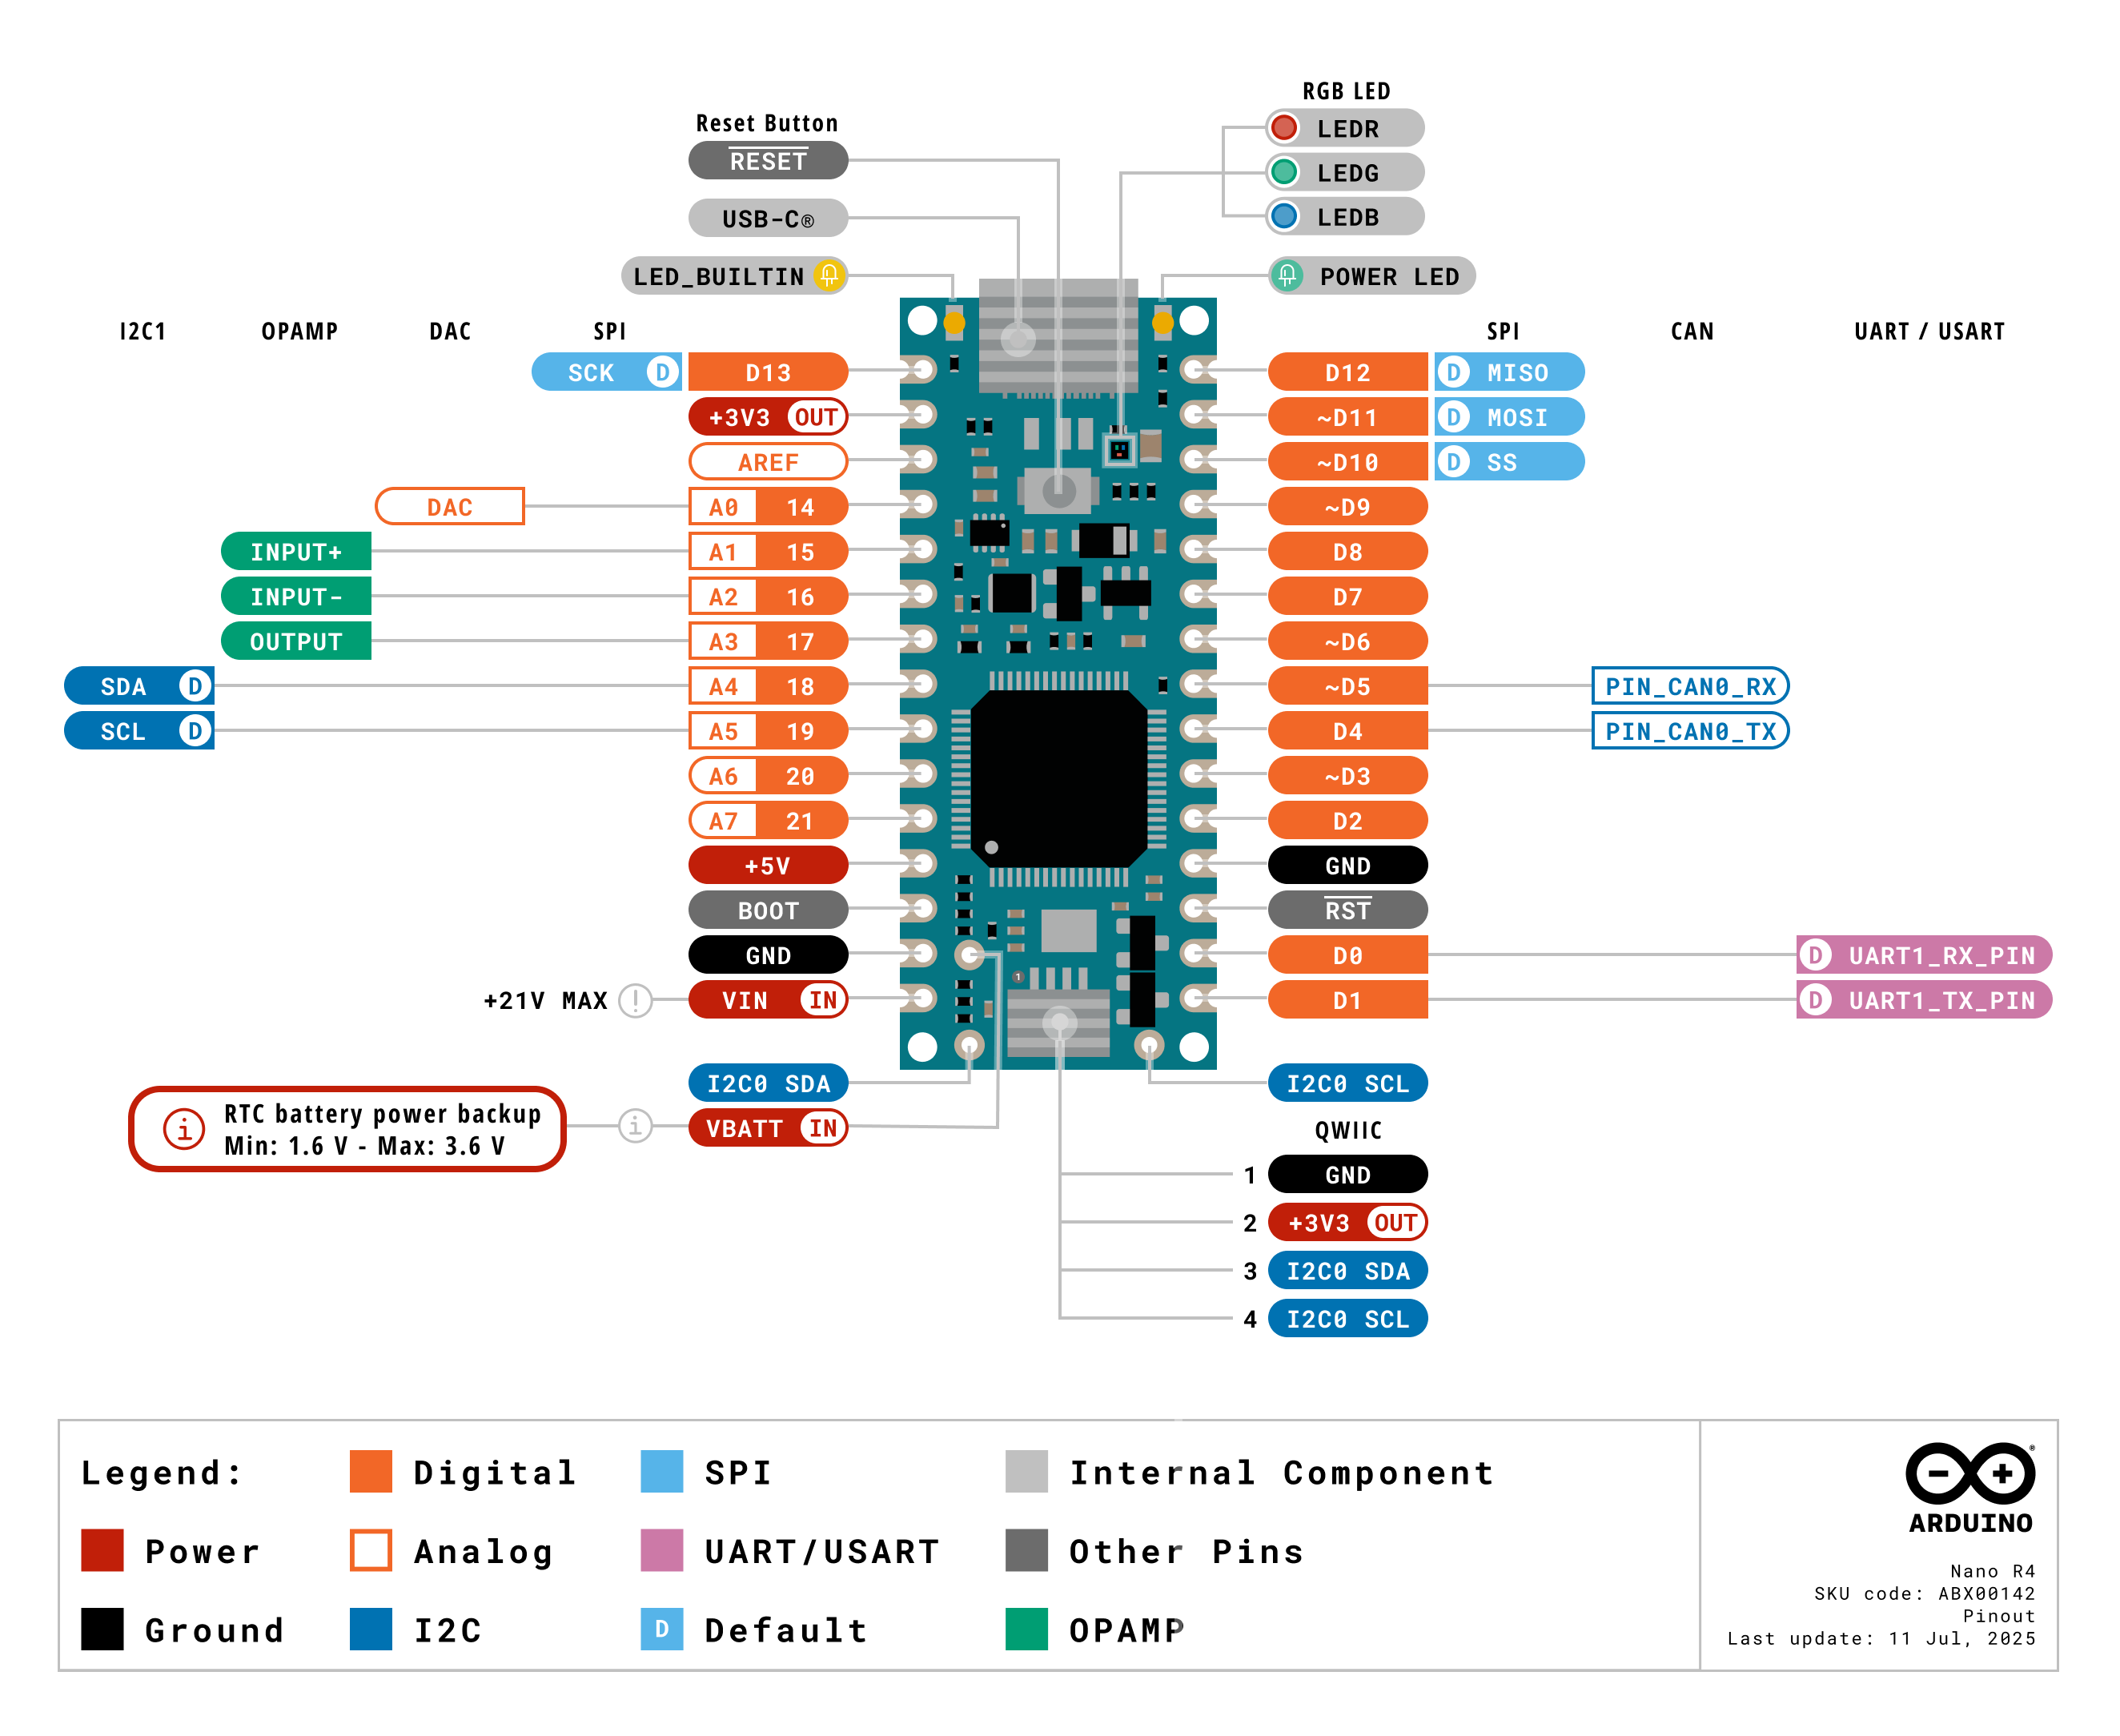 RGB LED
Reset Button
LEDR
RESET
LEDG
USB-C®
LEDB
LED_BUILTIN
POWER LED
I2C1 OPAMP DAC SPI SPI CAN UART / USART
SCK D D13 D12 D MISO
+3V3 OUT ~D11 D MOSI
AREF ~D10 D SS
DAC A0 14 ~D9
INPUT+ A1 15 D8
INPUT- A2 16 D7
OUTPUT A3 17 ~D6
SDA D A4 18 ~D5 PIN_CAN0_RX
SCL D A5 19 D4 PIN_CAN0_TX
A6 20 ~D3
A7 21 D2
+5V GND
BOOT RST
GND D0 D UART1_RX_PIN
1
+21V MAX ! VIN IN D1 D UART1_TX_PIN
I2C0 SDA I2C0 SCL
i RTC battery power backup
Min: 1.6 V - Max: 3.6 V
i VBATT IN
QWIIC
1 GND
2 +3V3 OUT
3 I2C0 SDA
4 I2C0 SCL
Legend: Digital SPI Internal Component
Power Analog UART/USART Other Pins
Ground I2C D Default OPAMP
ARDUINO
®
Nano R4
SKU code: ABX00142
Pinout
Last update: 11 Jul, 2025